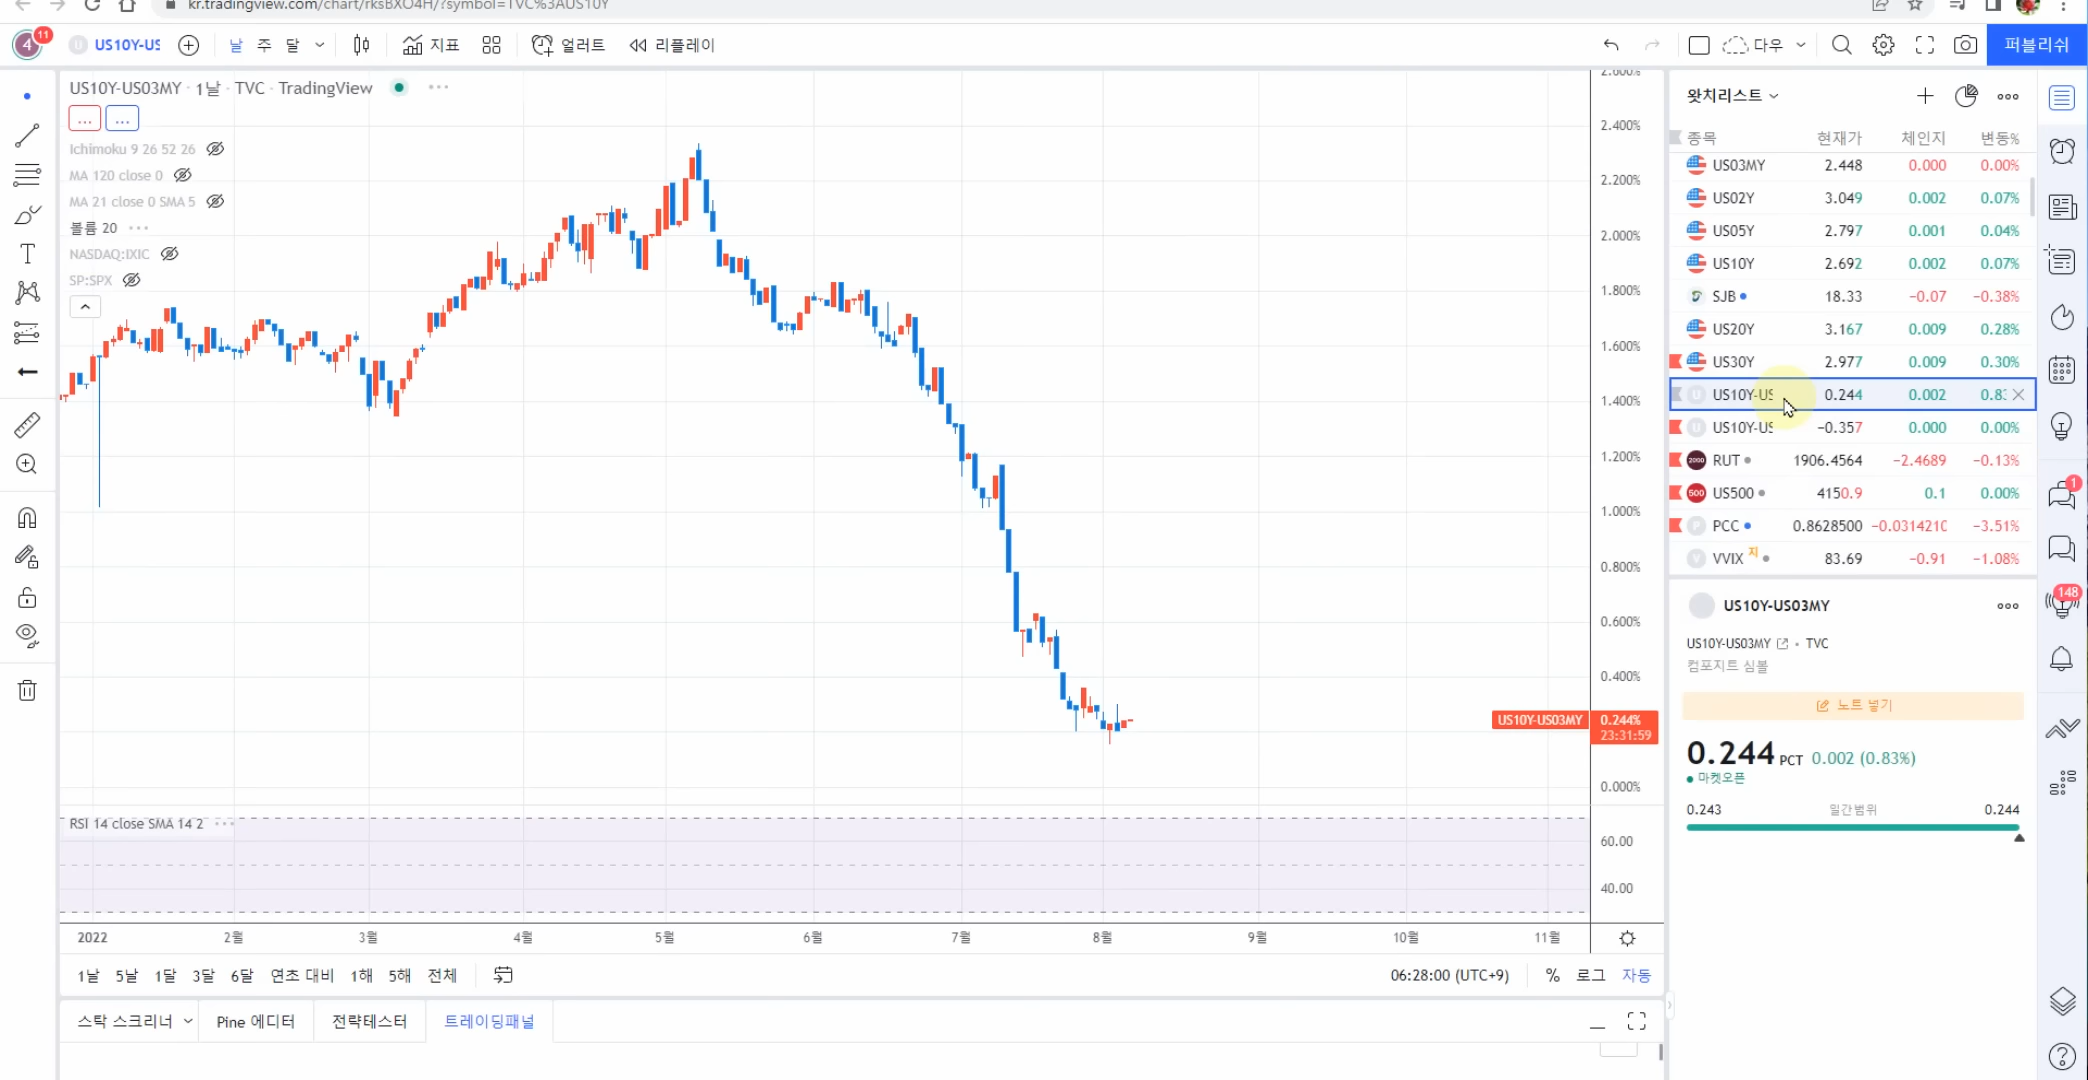 kr.tradingview.com/chart/rksBXO4H/?symbol=TVC%3AUS10Y
4 11 U US10Y-US 날 주 달 지표 얼러트 리플레이 다우 퍼블리쉬
US10Y-US03MY · 1날 · TVC · TradingView
... ...
Ichimoku 9 26 52 26
MA 120 close 0
MA 21 close 0 SMA 5
볼륨 20
NASDAQ:IXIC
SP:SPX
2.600%
2.400%
2.200%
2.000%
1.800%
1.600%
1.400%
1.200%
1.000%
0.800%
0.600%
0.400%
US10Y-US03MY 0.244%
23:31:59
0.000%
RSI 14 close SMA 14 2
60.00
40.00
2022 2월 3월 4월 5월 6월 7월 8월 9월 10월 11월
1날 5날 1달 3달 6달 연초 대비 1해 5해 전체 06:28:00 (UTC+9) % 로그 자동
스탁 스크리너 Pine 에디터 전략테스터 트레이딩패널
왓치리스트
종목 현재가 체인지 변동%
US03MY 2.448 0.000 0.00%
US02Y 3.049 0.002 0.07%
US05Y 2.797 0.001 0.04%
US10Y 2.692 0.002 0.07%
SJB 18.33 −0.07 −0.38%
US20Y 3.167 0.009 0.28%
US30Y 2.977 0.009 0.30%
U US10Y-US 0.244 0.002 0.83
U US10Y-US −0.357 0.000 0.00%
2000 RUT 1906.4564 −2.4689 −0.13%
500 US500 4150.9 0.1 0.00%
P PCC 0.8628500 −0.031421 −3.51%
V VVIX 지 83.69 −0.91 −1.08%
US10Y-US03MY
US10Y-US03MY • TVC
컴포지트 심볼
노트 넣기
0.244 PCT 0.002 (0.83%)
마켓오픈
0.243 일간범위 0.244
1
148